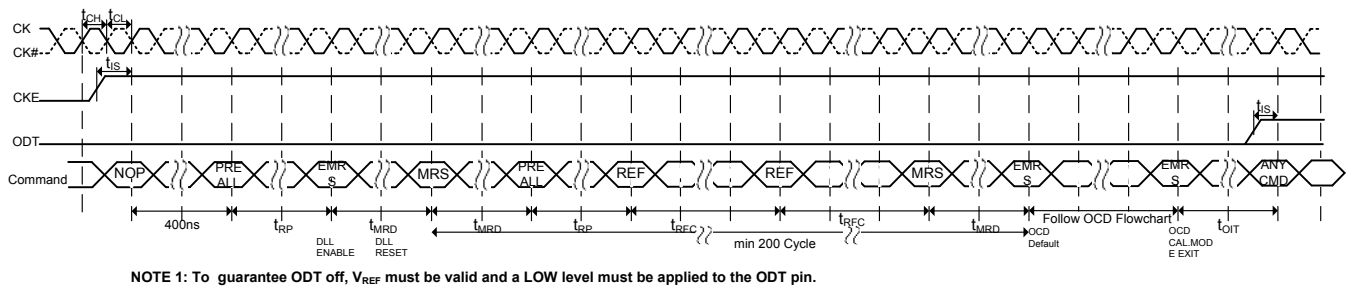 tCH tCL
CK
CK#
tIS
CKE
tIS
ODT
Command NOP PRE ALL EMR S MRS PRE ALL REF REF MRS EMR S EMR S ANY CMD
400ns tRP tMRD tMRD tRP tRFC tRFC tMRD Follow OCD Flowchart tOIT
DLL ENABLE
DLL RESET
min 200 Cycle
OCD Default
OCD CAL.MOD E EXIT
NOTE 1: To guarantee ODT off, VREF must be valid and a LOW level must be applied to the ODT pin.